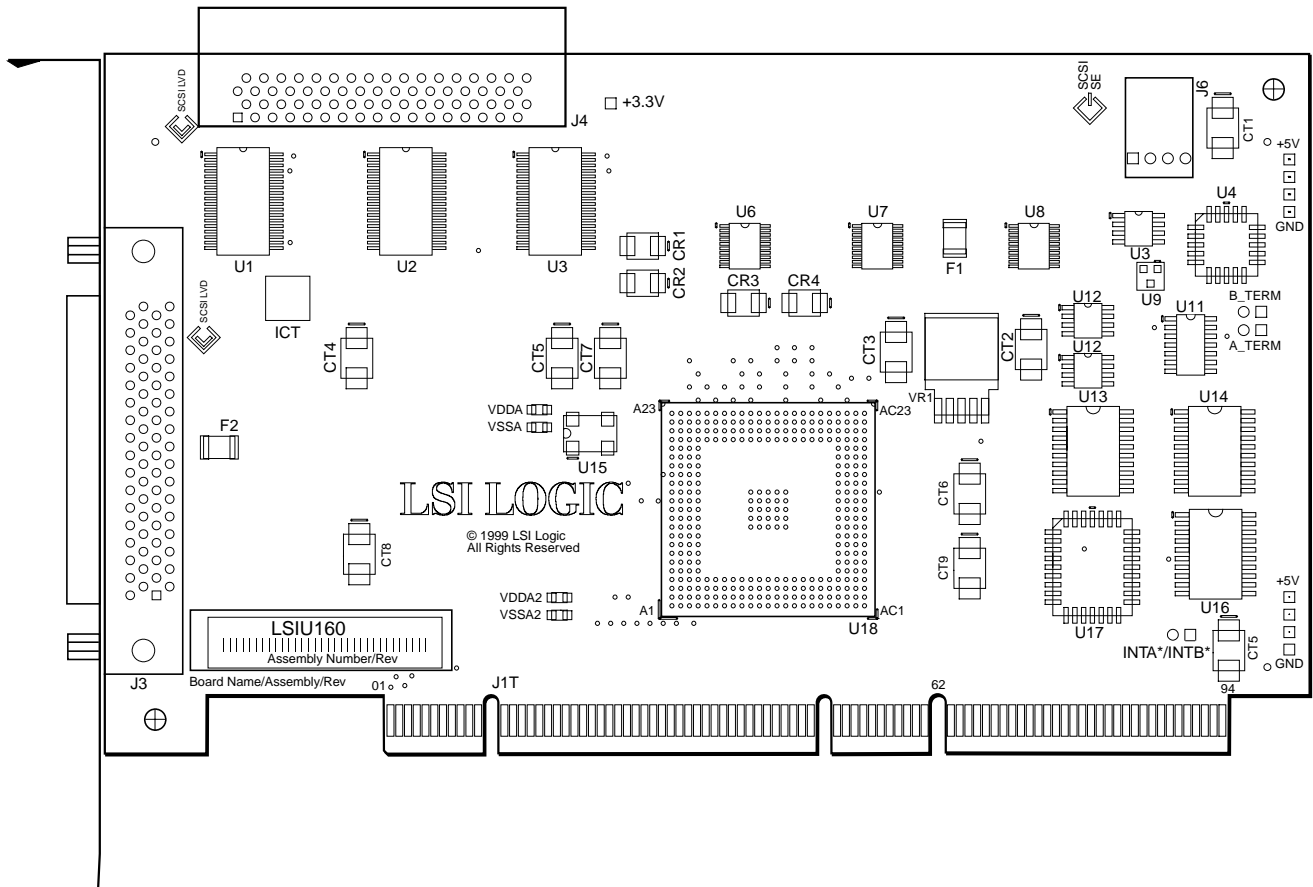 SCSI LVD
J4
+3.3V
SCSI
SE
J6
CT1
+5V
GND
U1
U2
U3
CR1
CR2
U6
CR3
CR4
U7
F1
U8
U3
U9
U4
B_TERM
A_TERM
SCSI LVD
ICT
CT4
CT5
CT7
CT3
VR1
CT2
U12
U12
U11
U13
U14
F2
VDDA
VSSA
U15
A23
AC23
LSI LOGIC
© 1999 LSI Logic
All Rights Reserved
CT6
CT8
CT9
VDDA2
VSSA2
A1
AC1
U18
U17
U16
+5V
GND
INTA*/INTB*
CT5
LSIU160
Assembly Number/Rev
Board Name/Assembly/Rev
J3
01
J1T
62
94